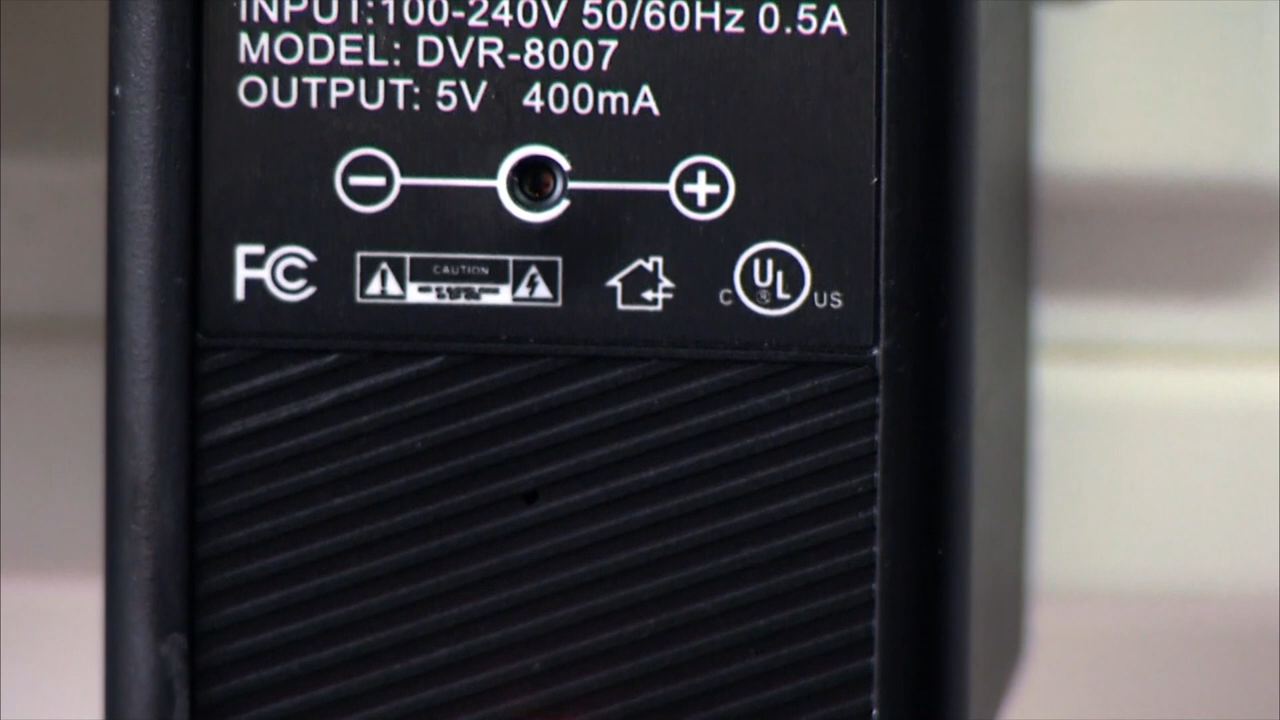 INPUT:100-240V 50/60Hz 0.5A
MODEL: DVR-8007
OUTPUT: 5V 400mA
FC
CAUTION
C UL US